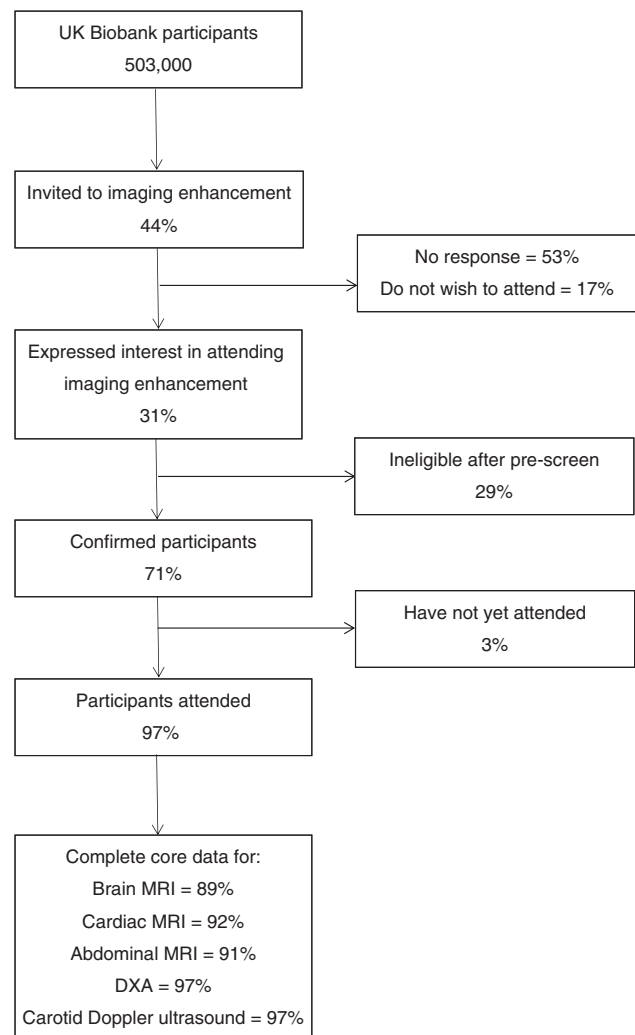 UK Biobank participants
503,000
Invited to imaging enhancement
44%
No response = 53%
Do not wish to attend = 17%
Expressed interest in attending
imaging enhancement
31%
Ineligible after pre-screen
29%
Confirmed participants
71%
Have not yet attended
3%
Participants attended
97%
Complete core data for:
Brain MRI = 89%
Cardiac MRI = 92%
Abdominal MRI = 91%
DXA = 97%
Carotid Doppler ultrasound = 97%